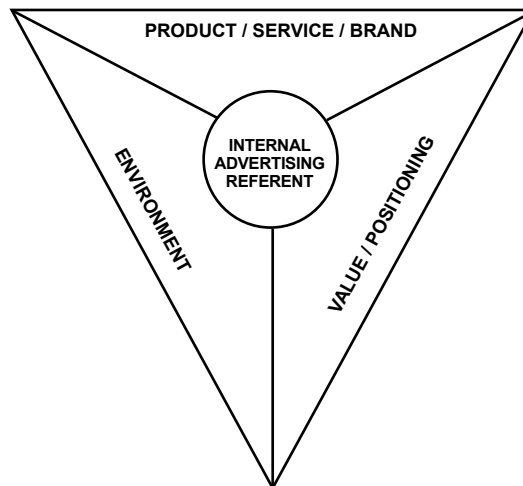 PRODUCT / SERVICE / BRAND
INTERNAL
ADVERTISING
REFERENT
ENVIRONMENT
VALUE / POSITIONING